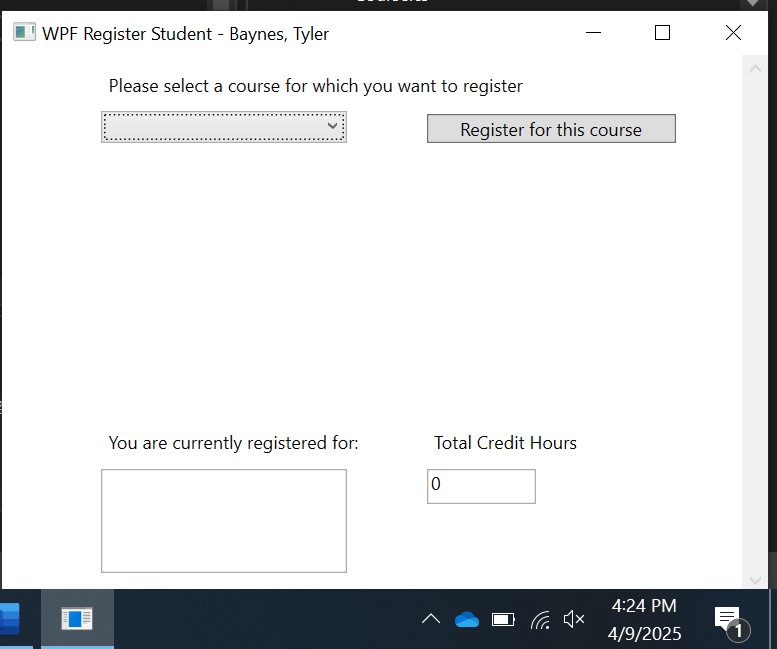 WPF Register Student - Baynes, Tyler
Please select a course for which you want to register
Register for this course
You are currently registered for:
Total Credit Hours
0
4:24 PM
4/9/2025
1